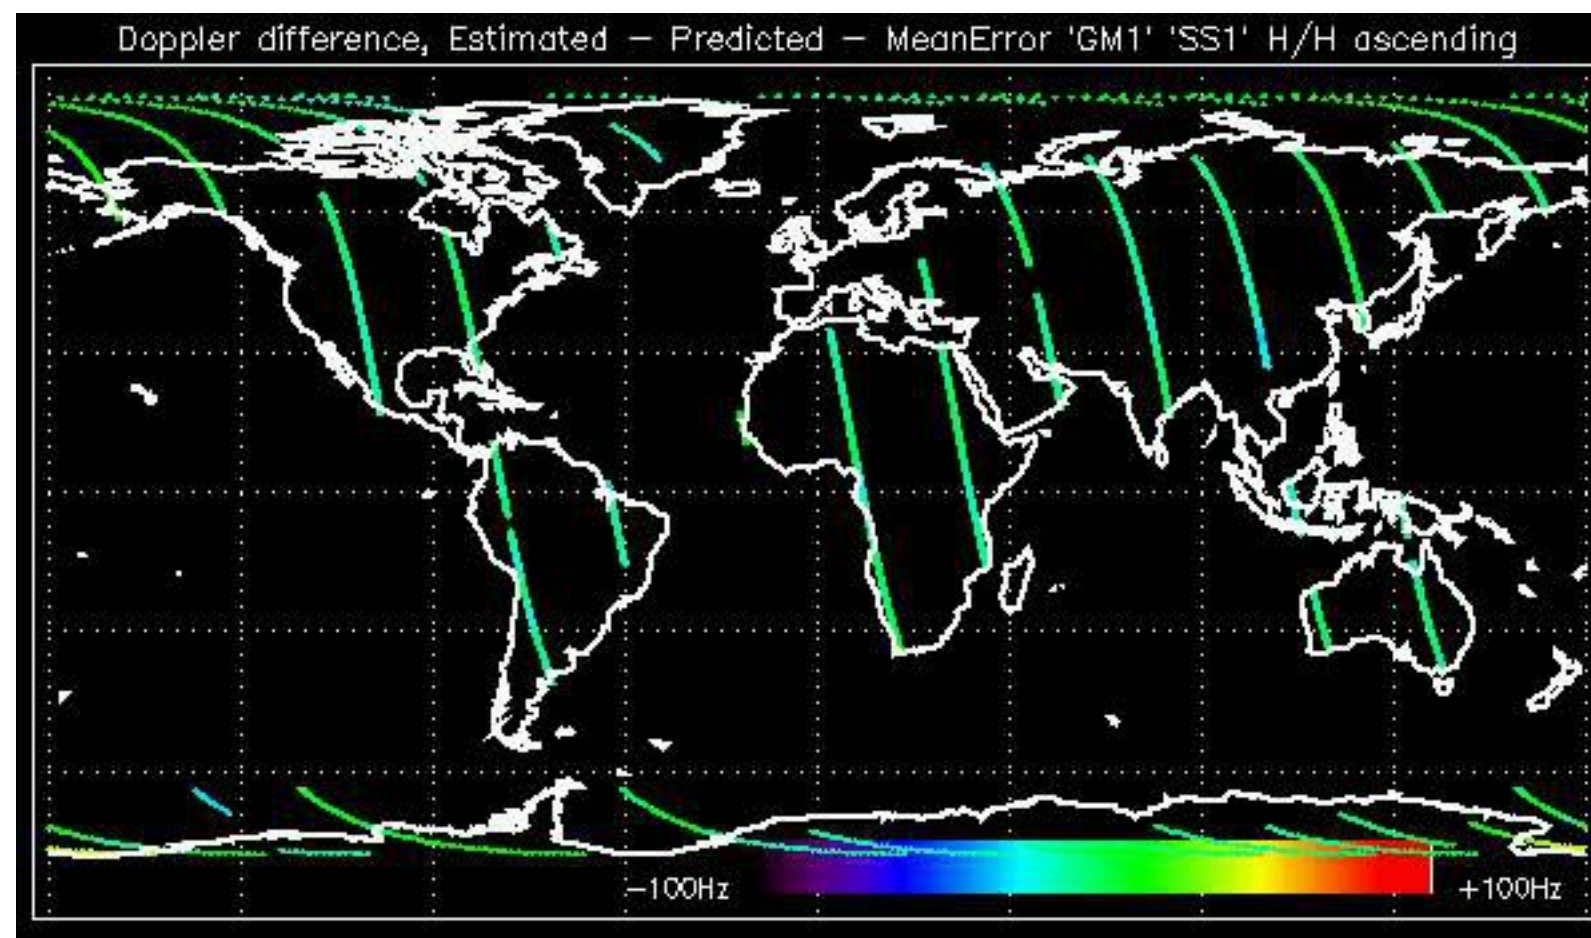 Doppler difference, Estimated − Predicted − MeanError 'GM1' 'SS1' H/H ascending
−100Hz
+100Hz